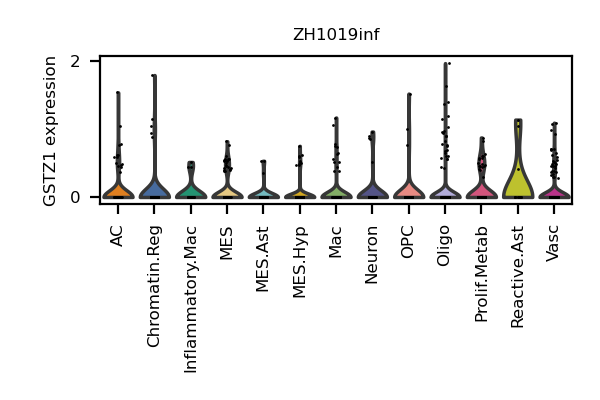 ZH1019inf
GSTZ1 expression
2
0
AC
Chromatin.Reg
Inflammatory.Mac
MES
MES.Ast
MES.Hyp
Mac
Neuron
OPC
Oligo
Prolif.Metab
Reactive.Ast
Vasc